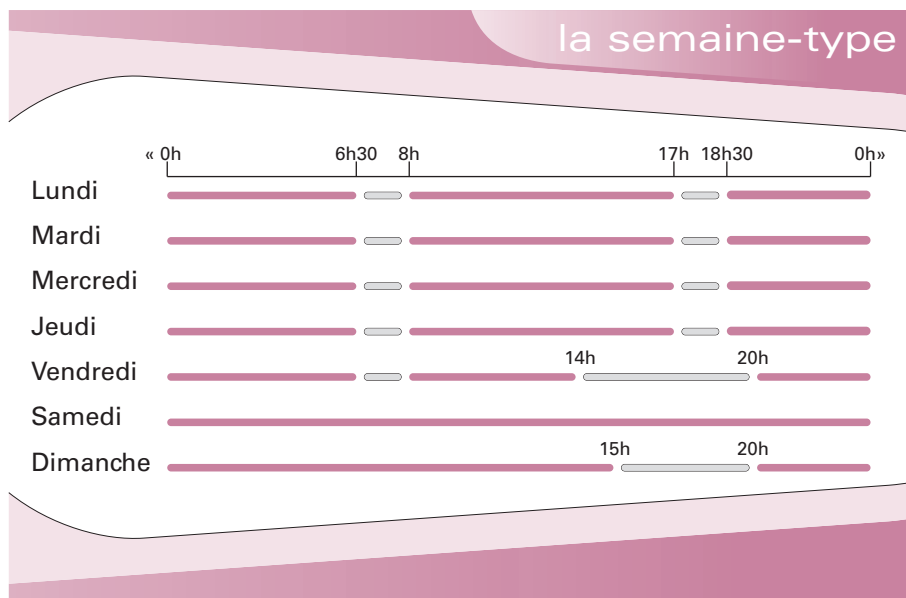 la semaine-type
« 0h 6h30 8h 17h 18h30 0h»
Lundi
Mardi
Mercredi
Jeudi
14h 20h
Vendredi
Samedi
15h 20h
Dimanche